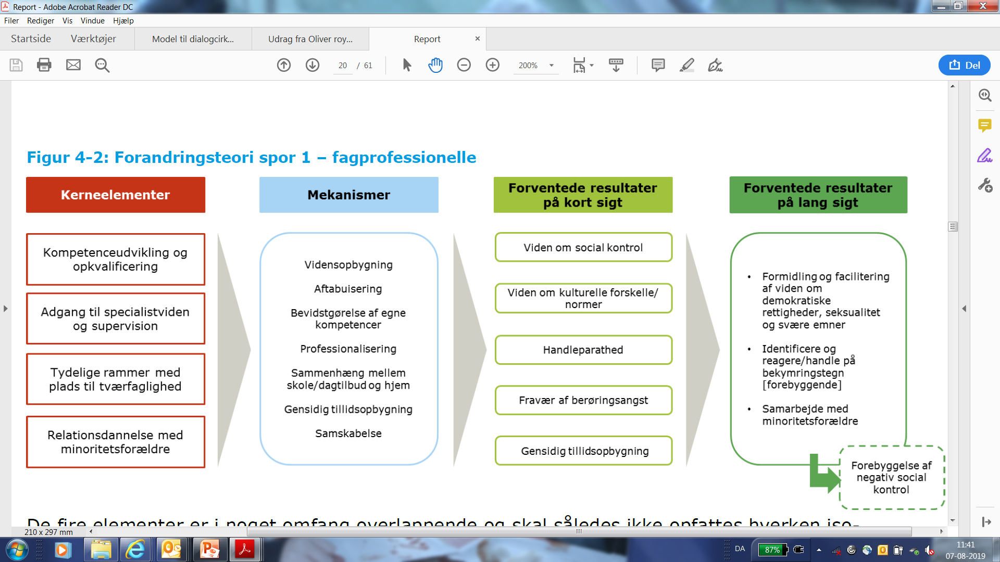 Report - Adobe Acrobat Reader DC
Filer Rediger Vis Vindue Hjælp
Startside Værktøjer Model til dialogcirk... Udrag fra Oliver roy... Report
20 / 61 200% Del
Figur 4-2: Forandringsteori spor 1 – fagprofessionelle
Kerneelementer
Kompetenceudvikling og
opkvalificering
Adgang til specialistviden
og supervision
Tydelige rammer med
plads til tværfaglighed
Relationsdannelse med
minoritetsforældre
Mekanismer
Vidensopbygning
Aftabuisering
Bevidstgørelse af egne
kompetencer
Professionalisering
Sammenhæng mellem
skole/dagtilbud og hjem
Gensidig tillidsopbygning
Samskabelse
Forventede resultater
på kort sigt
Viden om social kontrol
Viden om kulturelle forskelle/
normer
Handleparathed
Fravær af berøringsangst
Gensidig tillidsopbygning
Forventede resultater
på lang sigt
• Formidling og facilitering
af viden om
demokratiske
rettigheder, seksualitet
og svære emner
• Identificere og
reagere/handle på
bekymringstegn
[forebyggende]
• Samarbejde med
minoritetsforældre
Forebyggelse af
negativ social
kontrol
De fire elementer er i noget omfang overlappende og skal således ikke opfattes hverken iso-
210 x 297 mm
DA 87% 11:41
07-08-2019